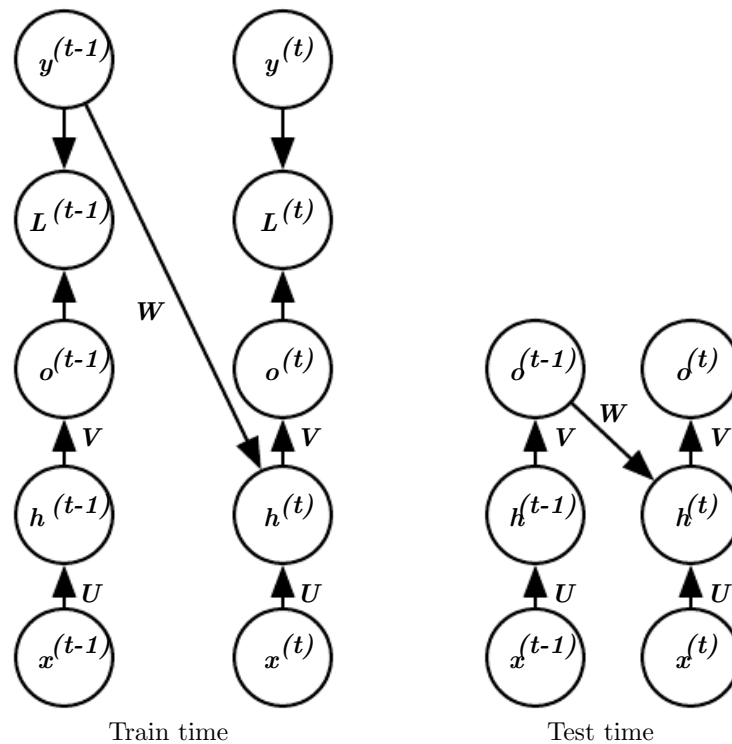 y(t-1) y(t)
L(t-1) L(t)
W
o(t-1) o(t) o(t-1) o(t)
W
V V V V
h(t-1) h(t) h(t-1) h(t)
U U U U
x(t-1) x(t) x(t-1) x(t)
Train time Test time